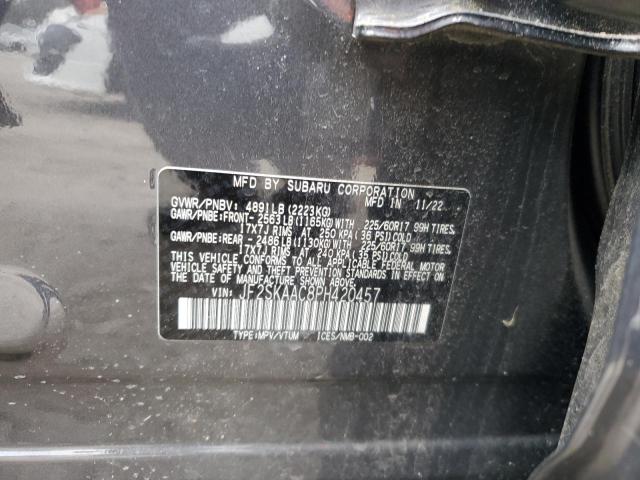 MFD BY SUBARU CORPORATION 11/22
GVWR/PNBV: 4891LB (2223KG)
GAWR/PNBE: FRONT- 2563LB (1165KG) WITH 225/60R17 99H TIRES,
17X7J RIMS AT 250 KPA (36 PSI) COLD
GAWR/PNBE: REAR - 2486LB (1130KG) WITH 225/60R17 99H TIRES,
17X7J RIMS AT 240 KPA (35 PSI) COLD
THIS VEHICLE CONFORMS TO ALL APPLICABLE FEDERAL MOTOR
VEHICLE SAFETY AND THEFT PREVENTION STANDARDS IN EFFECT ON
THE DATE OF MANUFACTURE SHOWN ABOVE.
VIN: JF2SKAAC8PH420457
TYPE: MPV/VTUM ICES/NMB-002